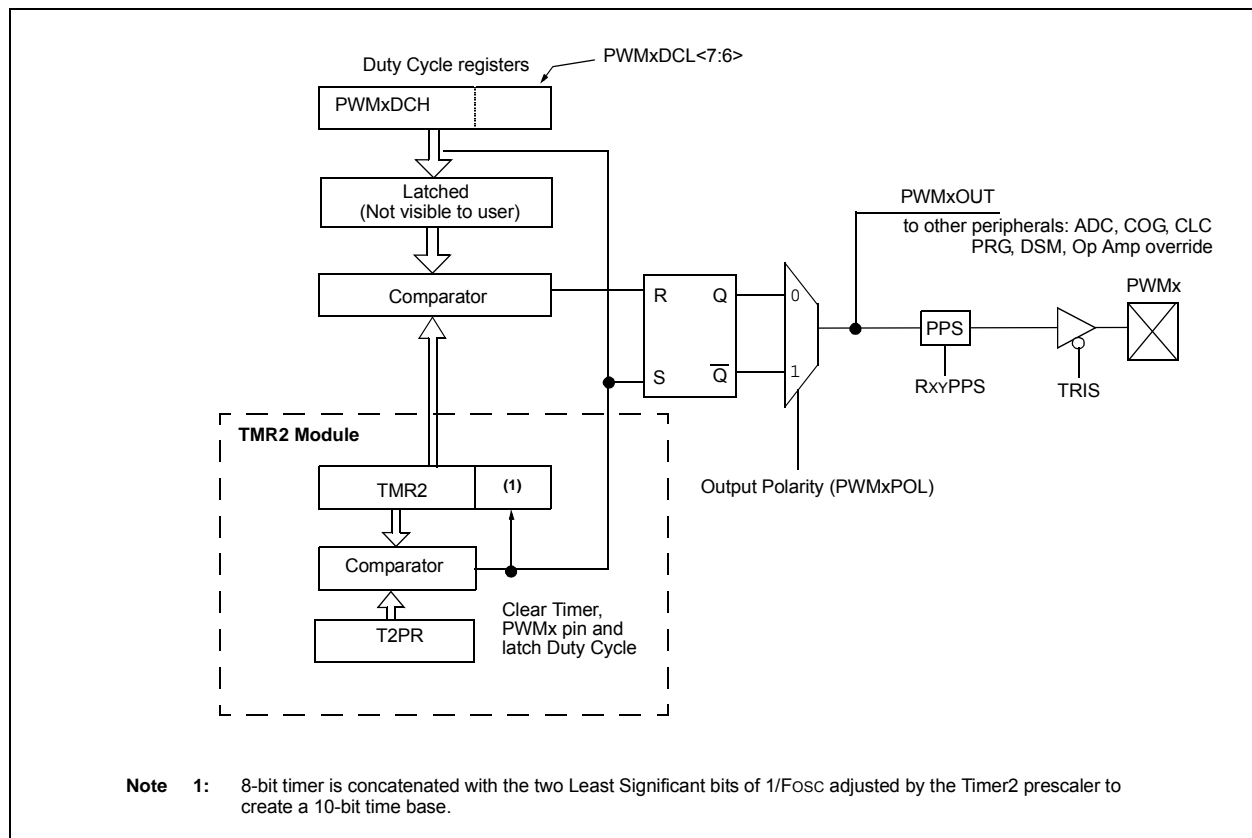 Duty Cycle registers
PWMxDCL<7:6>
PWMxDCH
Latched
(Not visible to user)
Comparator
R Q
S Q̅
0
1
PWMxOUT
to other peripherals: ADC, COG, CLC
PRG, DSM, Op Amp override
PWMx
PPS
RXYPPS
TRIS
Output Polarity (PWMxPOL)
TMR2 Module
TMR2
(1)
Comparator
T2PR
Clear Timer,
PWMx pin and
latch Duty Cycle
Note 1: 8-bit timer is concatenated with the two Least Significant bits of 1/FOSC adjusted by the Timer2 prescaler to
create a 10-bit time base.